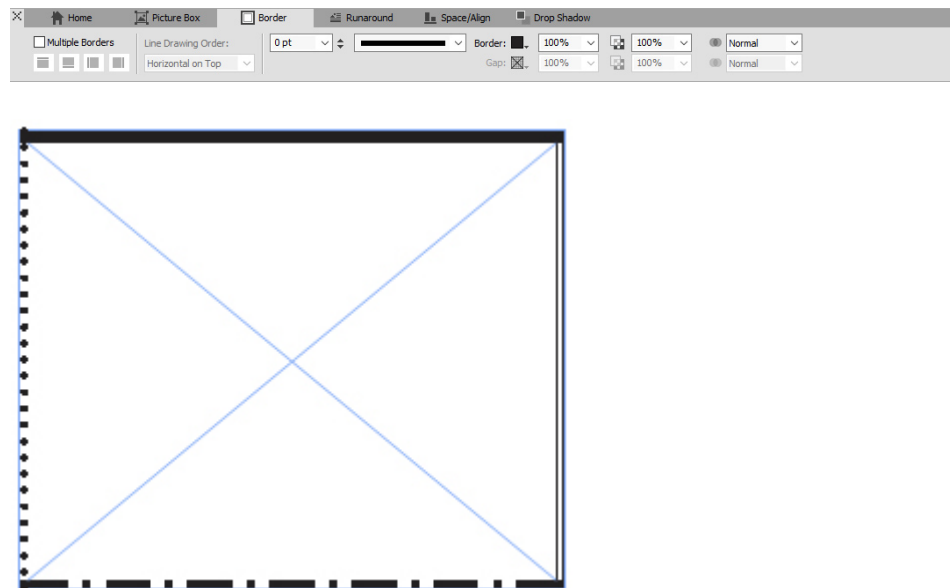 Home Picture Box Border Runaround Space/Align Drop Shadow
Multiple Borders Line Drawing Order: 0 pt Border: 100% 100% Normal
Horizontal on Top Gap: 100% 100% Normal